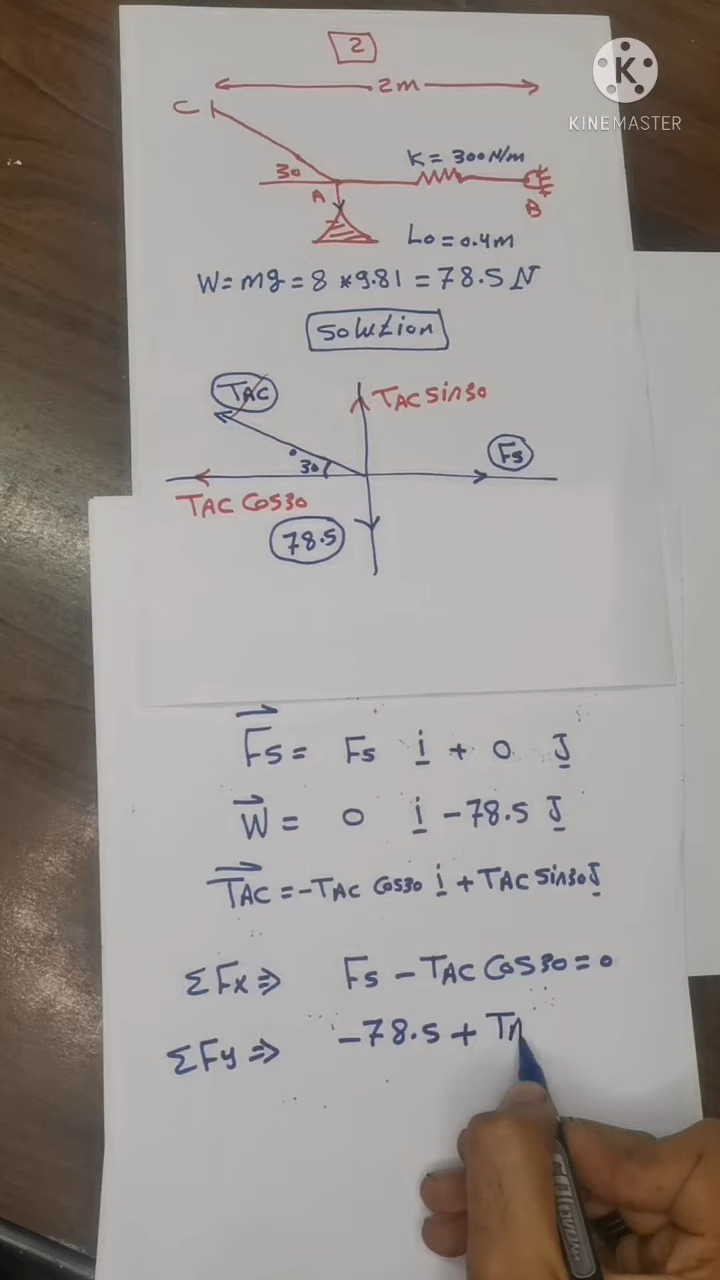 2
2m
C
K
KINEMASTER
K = 300 N/m
30
A
B
Lo = 0.4m
W = mg = 8 * 9.81 = 78.5 N
Solution
TAC
TAC Sin30
Fs
30
TAC Cos30
78.5
Fs = Fs i + 0 J
W = 0 i - 78.5 J
TAC = -TAC Cos30 i + TAC Sin30 J
ΣFx ⇒ Fs - TAC Cos30 = 0
ΣFy ⇒ -78.5 + TA